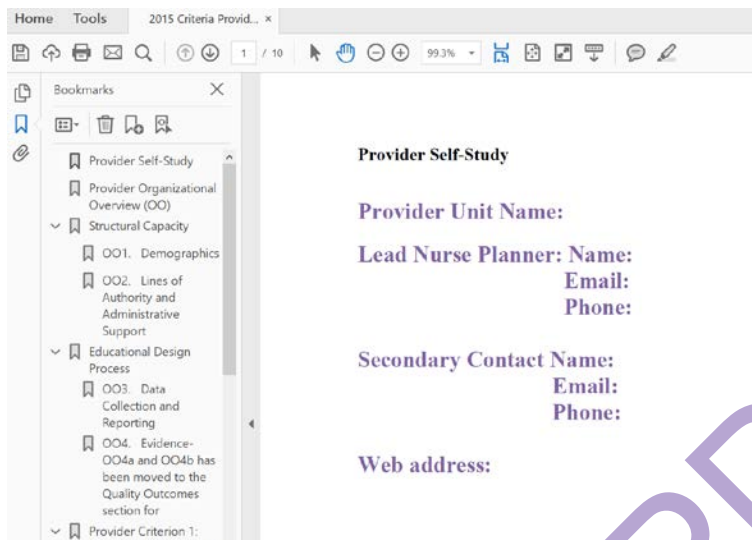 Home Tools 2015 Criteria Provid... ×
1 / 10 99.3%
Bookmarks
Provider Self-Study
Provider Organizational
Overview (OO)
Structural Capacity
OO1. Demographics
OO2. Lines of
Authority and
Administrative
Support
Educational Design
Process
OO3. Data
Collection and
Reporting
OO4. Evidence-
OO4a and OO4b has
been moved to the
Quality Outcomes
section for
Provider Criterion 1:
Provider Self-Study
Provider Unit Name:
Lead Nurse Planner: Name:
Email:
Phone:
Secondary Contact Name:
Email:
Phone:
Web address: